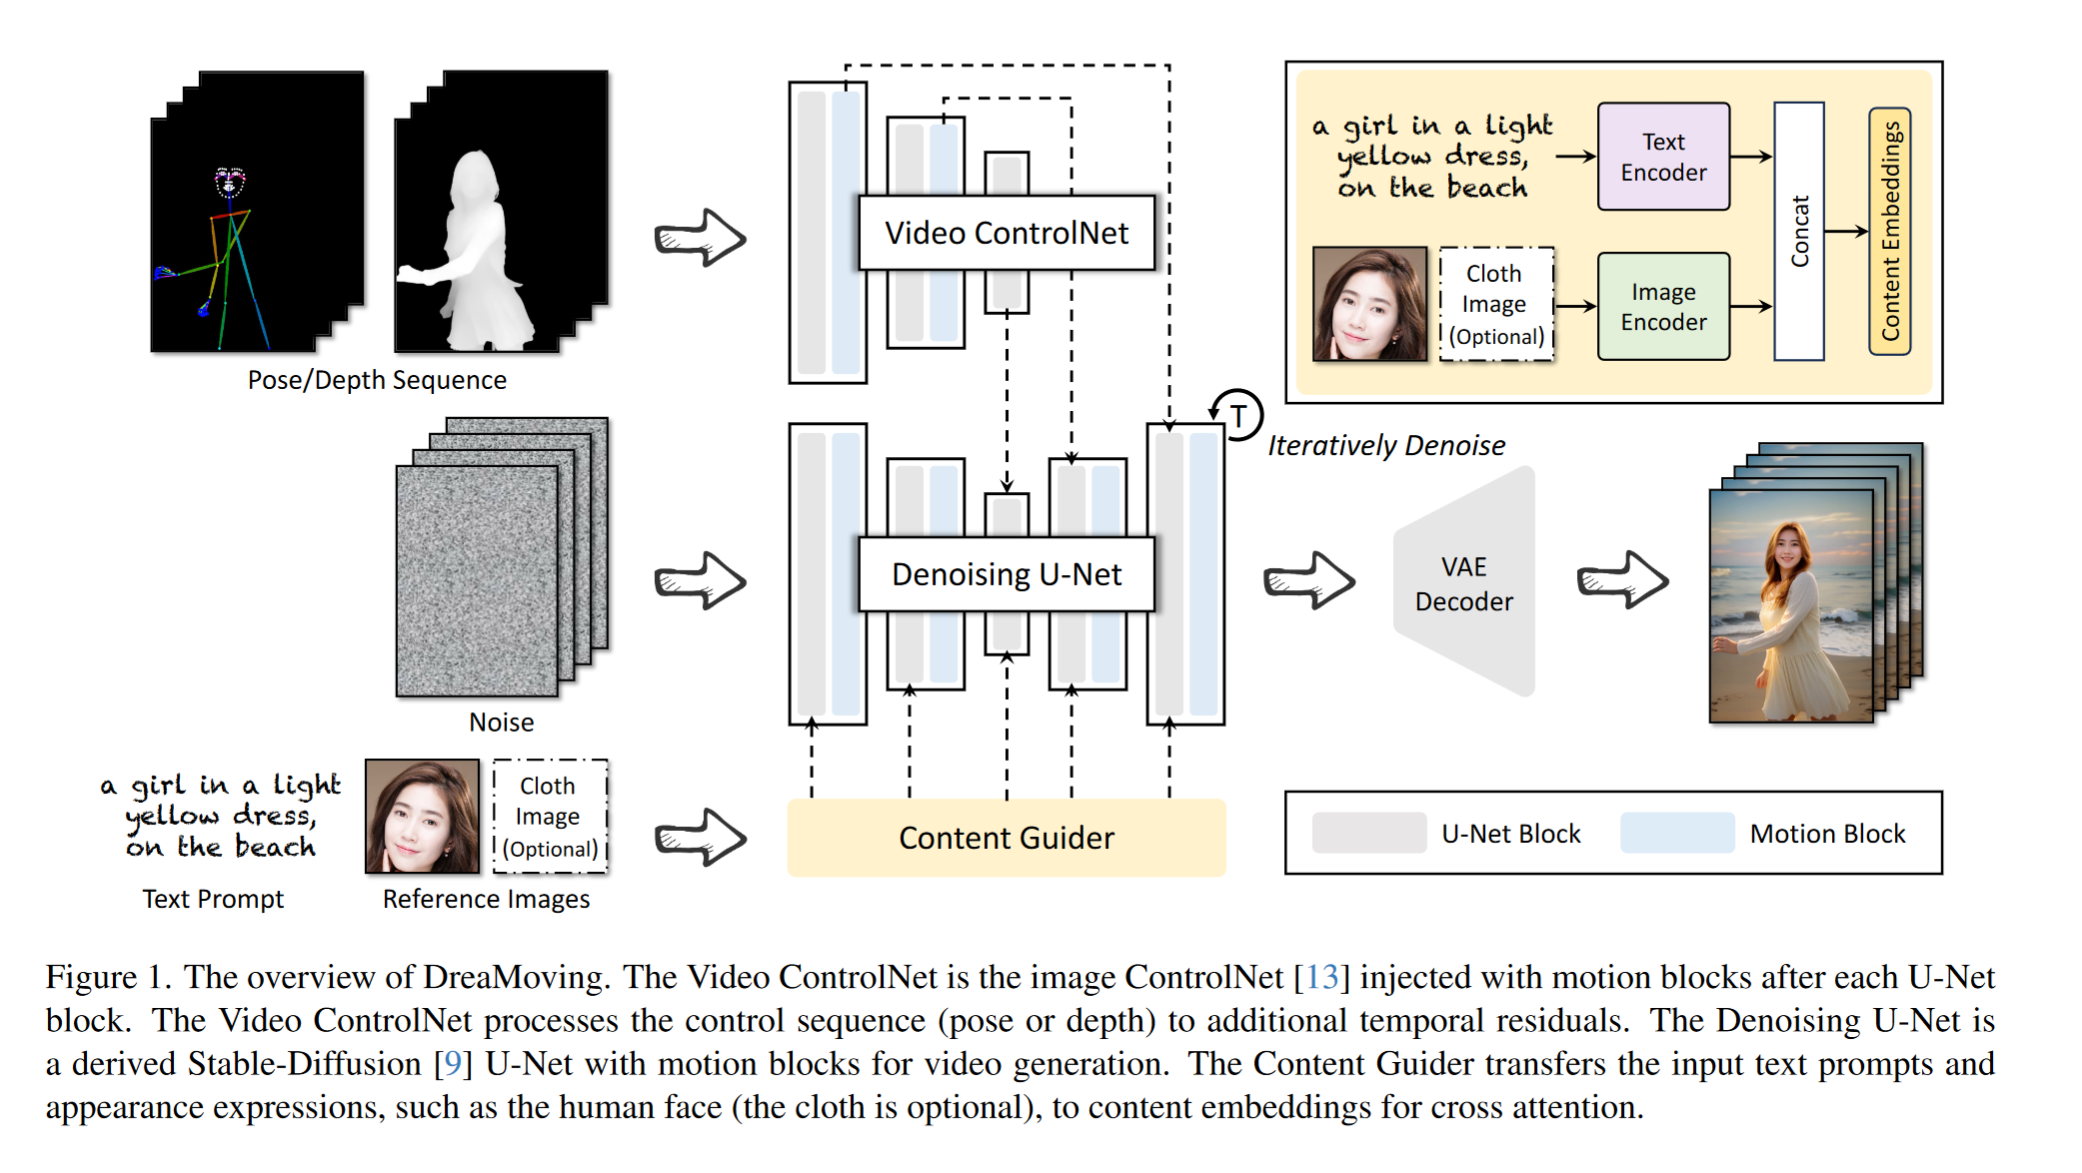 Pose/Depth Sequence
Video ControlNet
a girl in a light
yellow dress,
on the beach
Text
Encoder
Cloth
Image
(Optional)
Image
Encoder
Concat
Content Embeddings
Noise
Denoising U-Net
T
Iteratively Denoise
VAE
Decoder
a girl in a light
yellow dress,
on the beach
Text Prompt
Cloth
Image
(Optional)
Reference Images
Content Guider
U-Net Block
Motion Block
Figure 1. The overview of DreaMoving. The Video ControlNet is the image ControlNet [13] injected with motion blocks after each U-Net
block. The Video ControlNet processes the control sequence (pose or depth) to additional temporal residuals. The Denoising U-Net is
a derived Stable-Diffusion [9] U-Net with motion blocks for video generation. The Content Guider transfers the input text prompts and
appearance expressions, such as the human face (the cloth is optional), to content embeddings for cross attention.